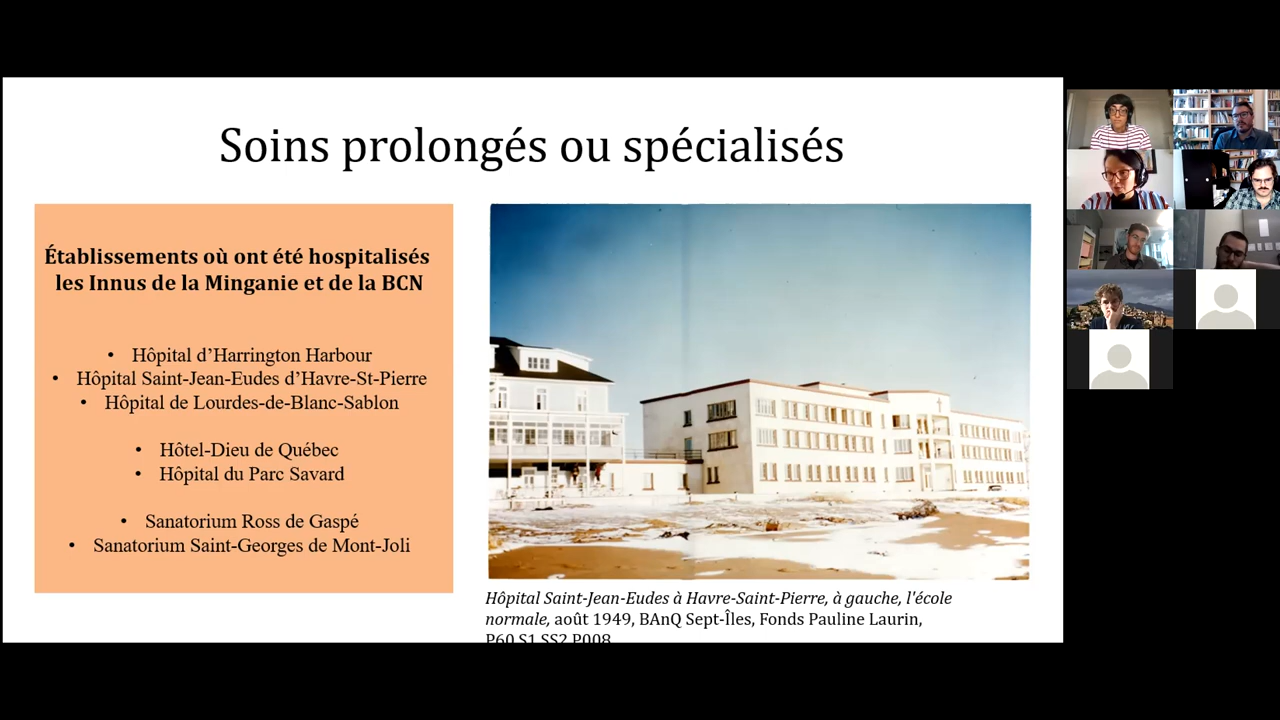 Soins prolongés ou spécialisés
Établissements où ont été hospitalisés
les Innus de la Minganie et de la BCN
• Hôpital d’Harrington Harbour
• Hôpital Saint-Jean-Eudes d’Havre-St-Pierre
• Hôpital de Lourdes-de-Blanc-Sablon
• Hôtel-Dieu de Québec
• Hôpital du Parc Savard
• Sanatorium Ross de Gaspé
• Sanatorium Saint-Georges de Mont-Joli
Hôpital Saint-Jean-Eudes à Havre-Saint-Pierre, à gauche, l'école
normale, août 1949, BAnQ Sept-Îles, Fonds Pauline Laurin,
P60,S1,SS2,P008